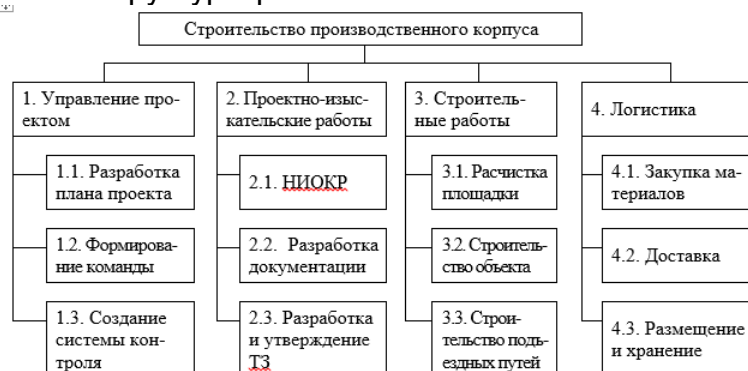 Строительство производственного корпуса
1. Управление про-
ектом
1.1. Разработка
плана проекта
1.2. Формирова-
ние команды
1.3. Создание
системы кон-
троля
2. Проектно-изыс-
кательские работы
2.1. НИОКР
2.2. Разработка
документации
2.3. Разработка
и утверждение
ТЗ
3. Строитель-
ные работы
3.1. Расчистка
площадки
3.2. Строитель-
ство объекта
3.3. Строи-
тельство подъ-
ездных путей
4. Логистика
4.1. Закупка ма-
териалов
4.2. Доставка
4.3. Размещение
и хранение